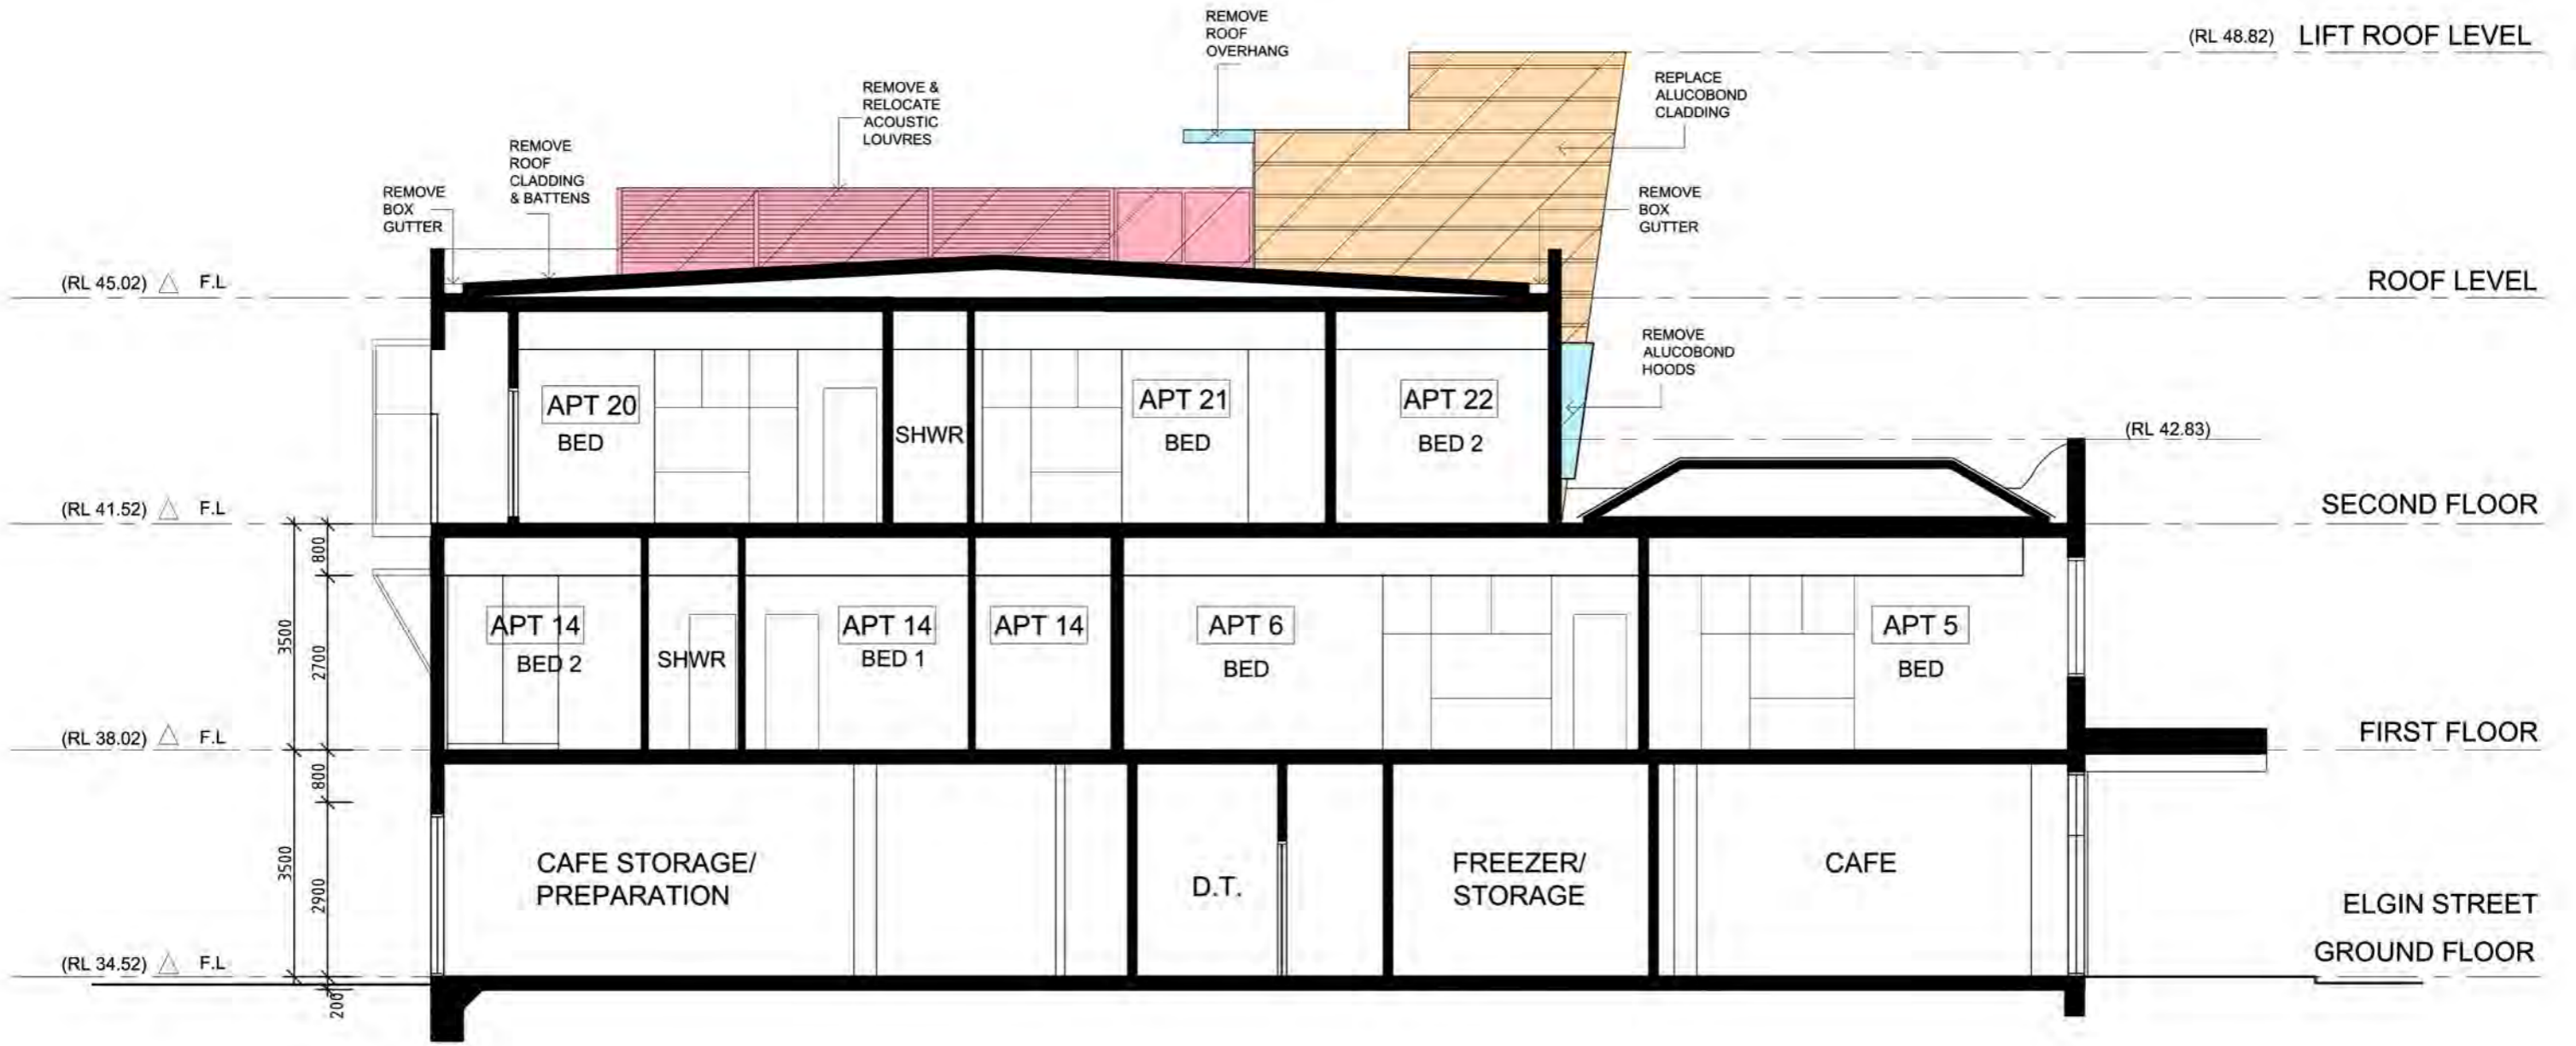 REMOVE
ROOF
OVERHANG
(RL 48.82) LIFT ROOF LEVEL
REMOVE &
RELOCATE
ACOUSTIC
LOUVRES
REPLACE
ALUCOBOND
CLADDING
REMOVE
ROOF
CLADDING
& BATTENS
REMOVE
BOX
GUTTER
REMOVE
BOX
GUTTER
(RL 45.02) F.L
ROOF LEVEL
REMOVE
ALUCOBOND
HOODS
APT 20
BED
SHWR
APT 21
BED
APT 22
BED 2
(RL 42.83)
(RL 41.52) F.L
SECOND FLOOR
800
3500
2700
APT 14
BED 2
SHWR
APT 14
BED 1
APT 14
APT 6
BED
APT 5
BED
(RL 38.02) F.L
FIRST FLOOR
800
3500
2900
CAFE STORAGE/
PREPARATION
D.T.
FREEZER/
STORAGE
CAFE
ELGIN STREET
(RL 34.52) F.L
GROUND FLOOR
200